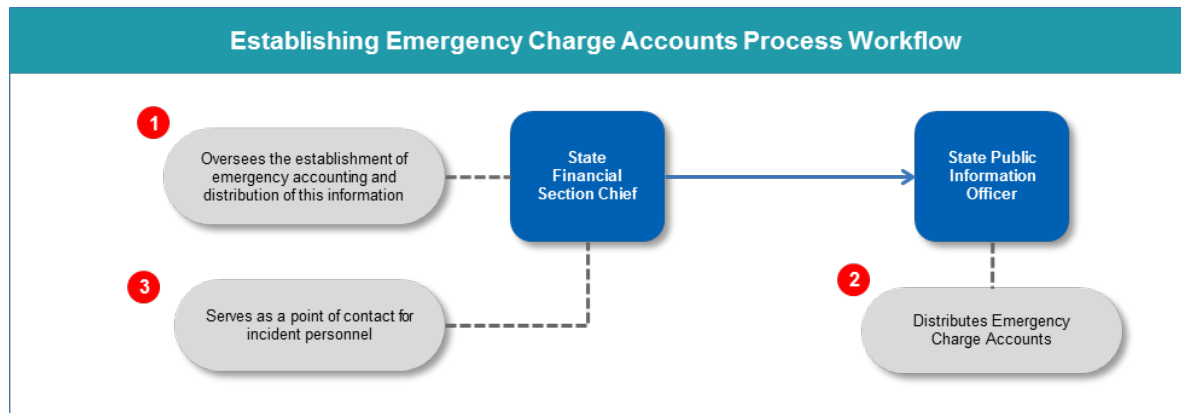 Establishing Emergency Charge Accounts Process Workflow
1
Oversees the establishment of
emergency accounting and
distribution of this information
State
Financial
Section Chief
State Public
Information
Officer
3
Serves as a point of contact for
incident personnel
2
Distributes Emergency
Charge Accounts